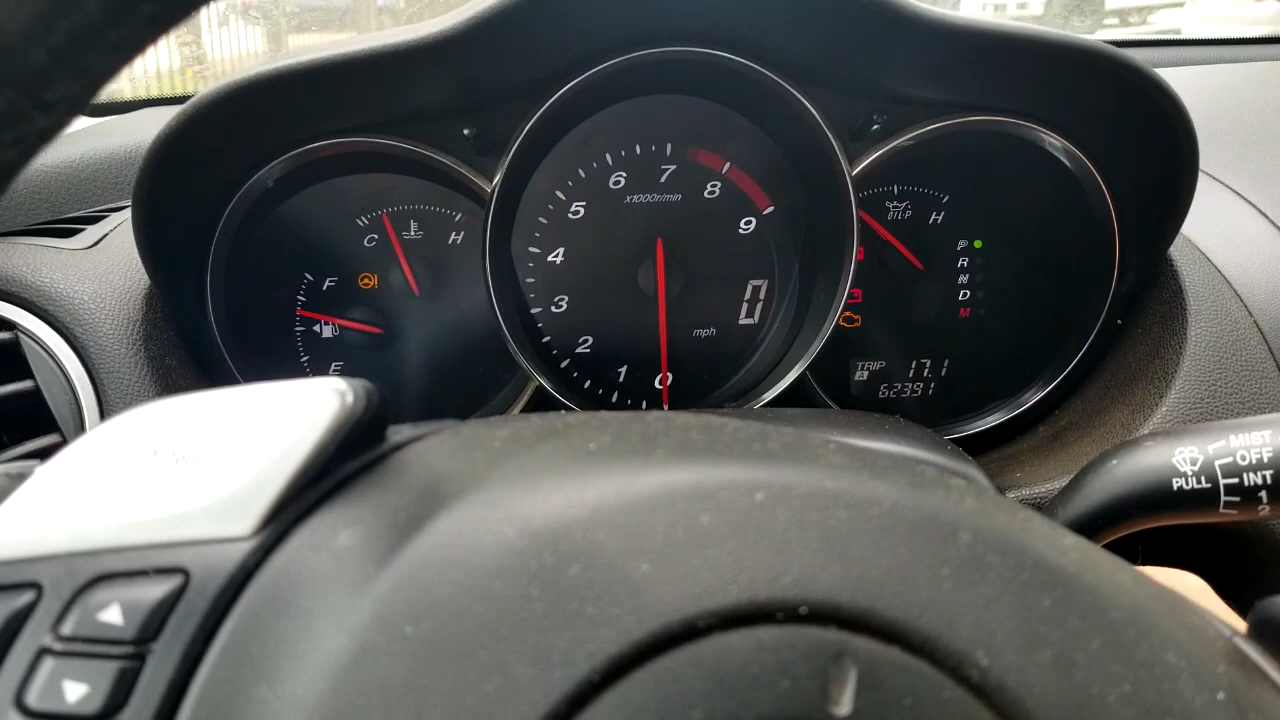 6 7 8 9
x1000r/min
5
4
3
2
1
0
0
mph
C H
F
E
OIL-P H
P
R
N
D
M
TRIP 17.1
A
62391
MIST
OFF
INT
1
2
PULL